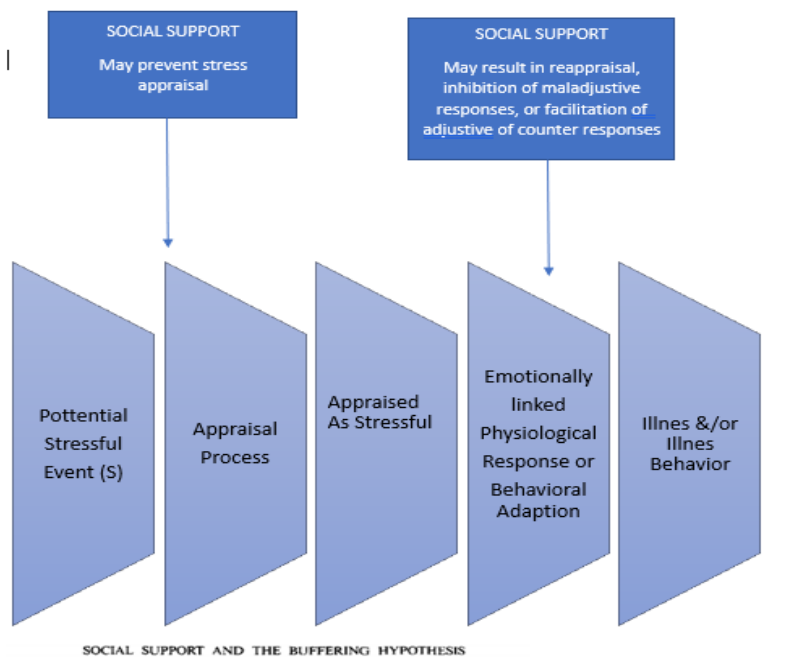 SOCIAL SUPPORT
May prevent stress
appraisal
SOCIAL SUPPORT
May result in reappraisal,
inhibition of maladjustive
responses, or facilitation of
adjustive of counter responses
Pottential
Stressful
Event (S)
Appraisal
Process
Appraised
As Stressful
Emotionally
linked
Physiological
Response or
Behavioral
Adaption
Illnes &/or
Illnes
Behavior
SOCIAL SUPPORT AND THE BUFFERING HYPOTHESIS